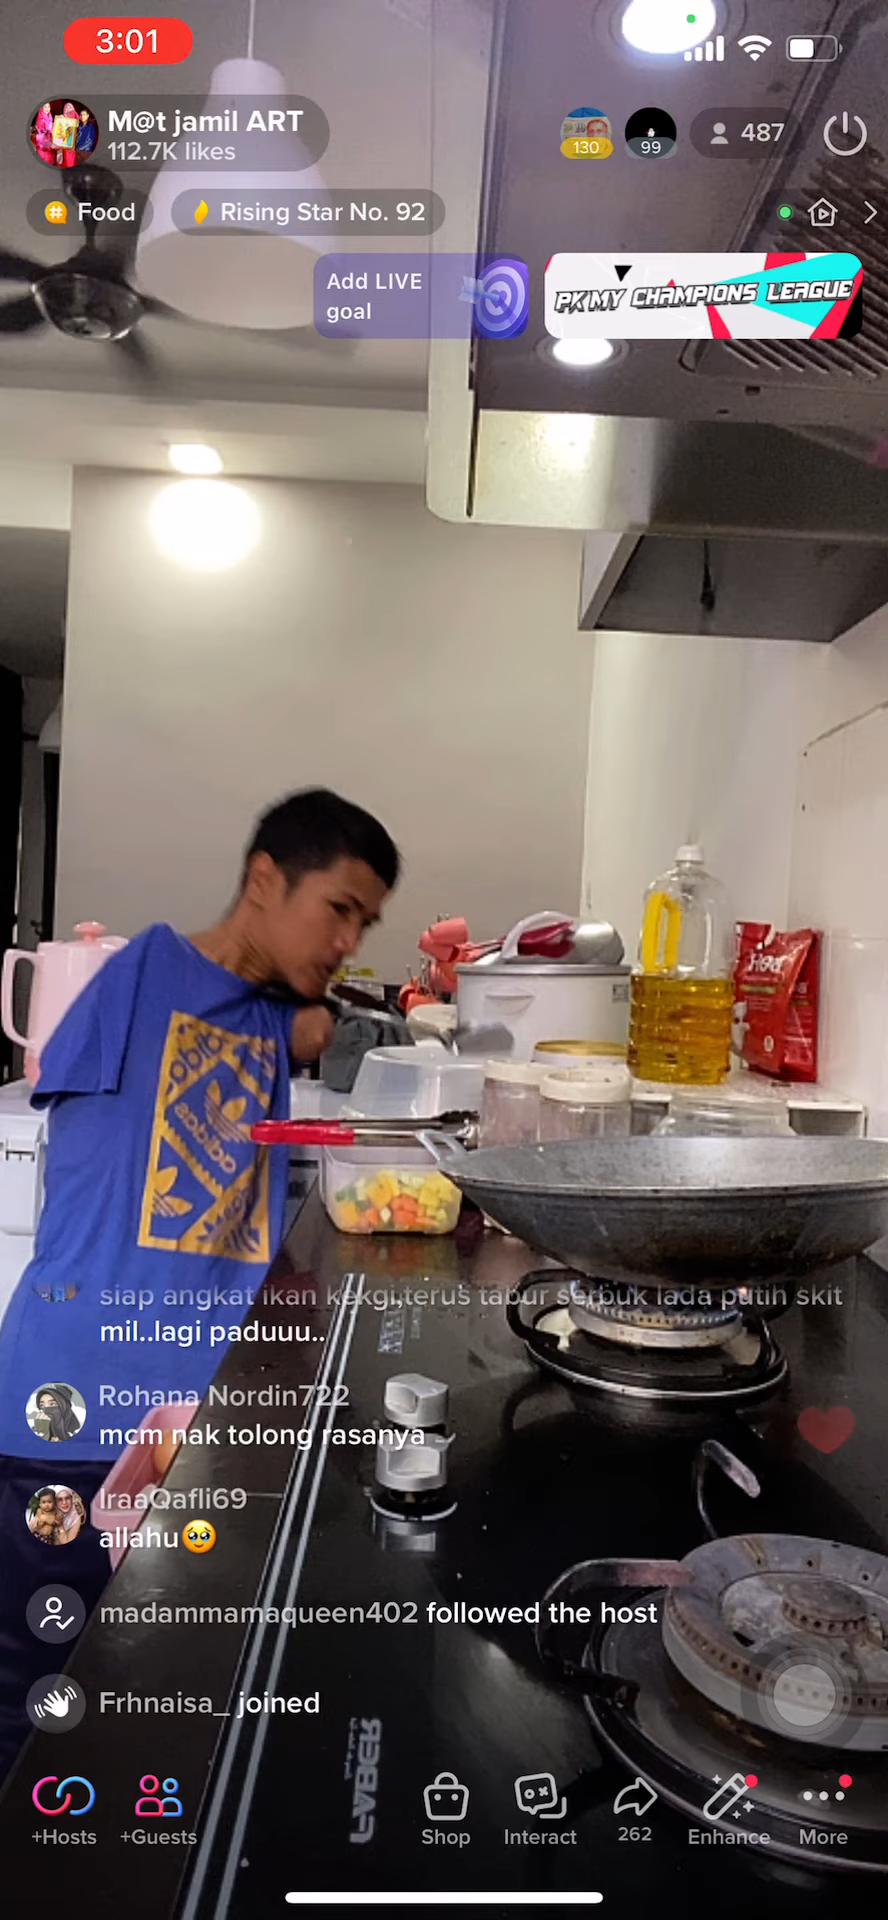 3:01
M@t jamil ART
112.7K likes
130
99
487
Food
Rising Star No. 92
Add LIVE
goal
PK MY CHAMPIONS LEAGUE
adidas
siap angkat ikan kekgi,terus tabur serbuk lada putih skit
mil..lagi paduuu..
Rohana Nordin722
mcm nak tolong rasanya
IraaQafli69
allahu🥹
madammamaqueen402 followed the host
Frhnaisa_ joined
+Hosts
+Guests
Shop
Interact
262
Enhance
More